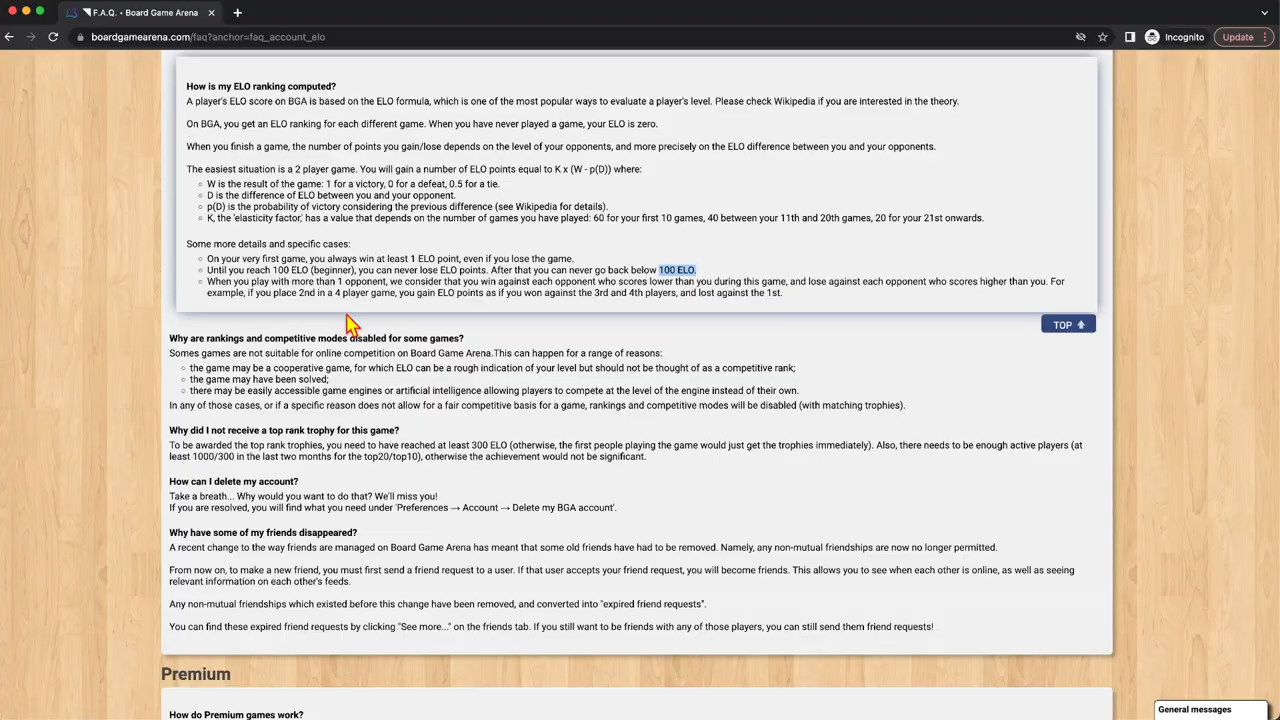 F.A.Q. - Board Game Arena
boardgamearena.com/faq?anchor=faq_account_elo
Incognito
Update
How is my ELO ranking computed?
A player's ELO score on BGA is based on the ELO formula, which is one of the most popular ways to evaluate a player's level. Please check Wikipedia if you are interested in the theory.
On BGA, you get an ELO ranking for each different game. When you have never played a game, your ELO is zero.
When you finish a game, the number of points you gain/lose depends on the level of your opponents, and more precisely on the ELO difference between you and your opponents.
The easiest situation is a 2 player game. You will gain a number of ELO points equal to K x (W - p(D)) where:
W is the result of the game: 1 for a victory, 0 for a defeat, 0.5 for a tie.
D is the difference of ELO between you and your opponent.
p(D) is the probability of victory considering the previous difference (see Wikipedia for details).
K, the 'elasticity factor,' has a value that depends on the number of games you have played: 60 for your first 10 games, 40 between your 11th and 20th games, 20 for your 21st onwards.
Some more details and specific cases:
On your very first game, you always win at least 1 ELO point, even if you lose the game.
Until you reach 100 ELO (beginner), you can never lose ELO points. After that you can never go back below 100 ELO.
When you play with more than 1 opponent, we consider that you win against each opponent who scores lower than you during this game, and lose against each opponent who scores higher than you. For
example, if you place 2nd in a 4 player game, you gain ELO points as if you won against the 3rd and 4th players, and lost against the 1st.
TOP
Why are rankings and competitive modes disabled for some games?
Somes games are not suitable for online competition on Board Game Arena.This can happen for a range of reasons:
the game may be a cooperative game, for which ELO can be a rough indication of your level but should not be thought of as a competitive rank;
the game may have been solved;
there may be easily accessible game engines or artificial intelligence allowing players to compete at the level of the engine instead of their own.
In any of those cases, or if a specific reason does not allow for a fair competitive basis for a game, rankings and competitive modes will be disabled (with matching trophies).
Why did I not receive a top rank trophy for this game?
To be awarded the top rank trophies, you need to have reached at least 300 ELO (otherwise, the first people playing the game would just get the trophies immediately). Also, there needs to be enough active players (at
least 1000/300 in the last two months for the top20/top10), otherwise the achievement would not be significant.
How can I delete my account?
Take a breath... Why would you want to do that? We'll miss you!
If you are resolved, you will find what you need under 'Preferences → Account → Delete my BGA account'.
Why have some of my friends disappeared?
A recent change to the way friends are managed on Board Game Arena has meant that some old friends have had to be removed. Namely, any non-mutual friendships are now no longer permitted.
From now on, to make a new friend, you must first send a friend request to a user. If that user accepts your friend request, you will become friends. This allows you to see when each other is online, as well as seeing
relevant information on each other's feeds.
Any non-mutual friendships which existed before this change have been removed, and converted into "expired friend requests".
You can find these expired friend requests by clicking "See more..." on the friends tab. If you still want to be friends with any of those players, you can still send them friend requests!
Premium
How do Premium games work?
General messages